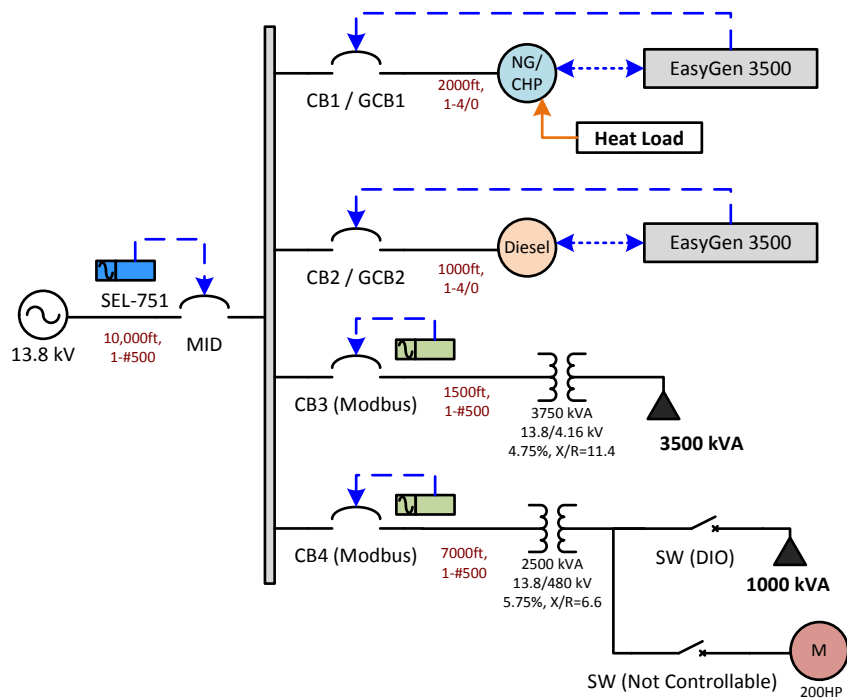 NG/
CHP
EasyGen 3500
CB1 / GCB1
2000ft,
1-4/0
Heat Load
Diesel
EasyGen 3500
CB2 / GCB2
1000ft,
1-4/0
SEL-751
13.8 kV
10,000ft,
1-#500
MID
CB3 (Modbus)
1500ft,
1-#500
3750 kVA
13.8/4.16 kV
4.75%, X/R=11.4
3500 kVA
CB4 (Modbus)
7000ft,
1-#500
2500 kVA
13.8/480 kV
5.75%, X/R=6.6
SW (DIO)
1000 kVA
SW (Not Controllable)
M
200HP